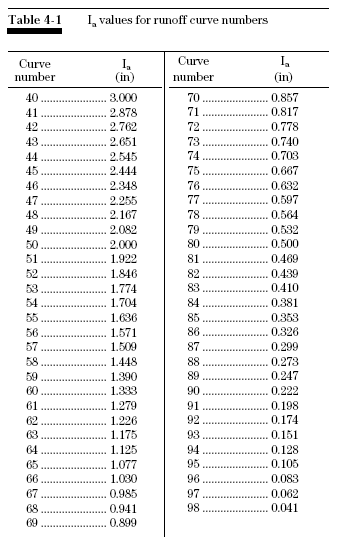 Table 4-1 Iₐ values for runoff curve numbers
Curve Iₐ
number (in)
40 ...................... 3.000
41 ...................... 2.878
42 ...................... 2.762
43 ...................... 2.651
44 ...................... 2.545
45 ...................... 2.444
46 ...................... 2.348
47 ...................... 2.255
48 ...................... 2.167
49 ...................... 2.082
50 ...................... 2.000
51 ...................... 1.922
52 ...................... 1.846
53 ...................... 1.774
54 ...................... 1.704
55 ...................... 1.636
56 ...................... 1.571
57 ...................... 1.509
58 ...................... 1.448
59 ...................... 1.390
60 ...................... 1.333
61 ...................... 1.279
62 ...................... 1.226
63 ...................... 1.175
64 ...................... 1.125
65 ...................... 1.077
66 ...................... 1.030
67 ...................... 0.985
68 ...................... 0.941
69 ...................... 0.899
Curve Iₐ
number (in)
70 ...................... 0.857
71 ...................... 0.817
72 ...................... 0.778
73 ...................... 0.740
74 ...................... 0.703
75 ...................... 0.667
76 ...................... 0.632
77 ...................... 0.597
78 ...................... 0.564
79 ...................... 0.532
80 ...................... 0.500
81 ...................... 0.469
82 ...................... 0.439
83 ...................... 0.410
84 ...................... 0.381
85 ...................... 0.353
86 ...................... 0.326
87 ...................... 0.299
88 ...................... 0.273
89 ...................... 0.247
90 ...................... 0.222
91 ...................... 0.198
92 ...................... 0.174
93 ...................... 0.151
94 ...................... 0.128
95 ...................... 0.105
96 ...................... 0.083
97 ...................... 0.062
98 ...................... 0.041